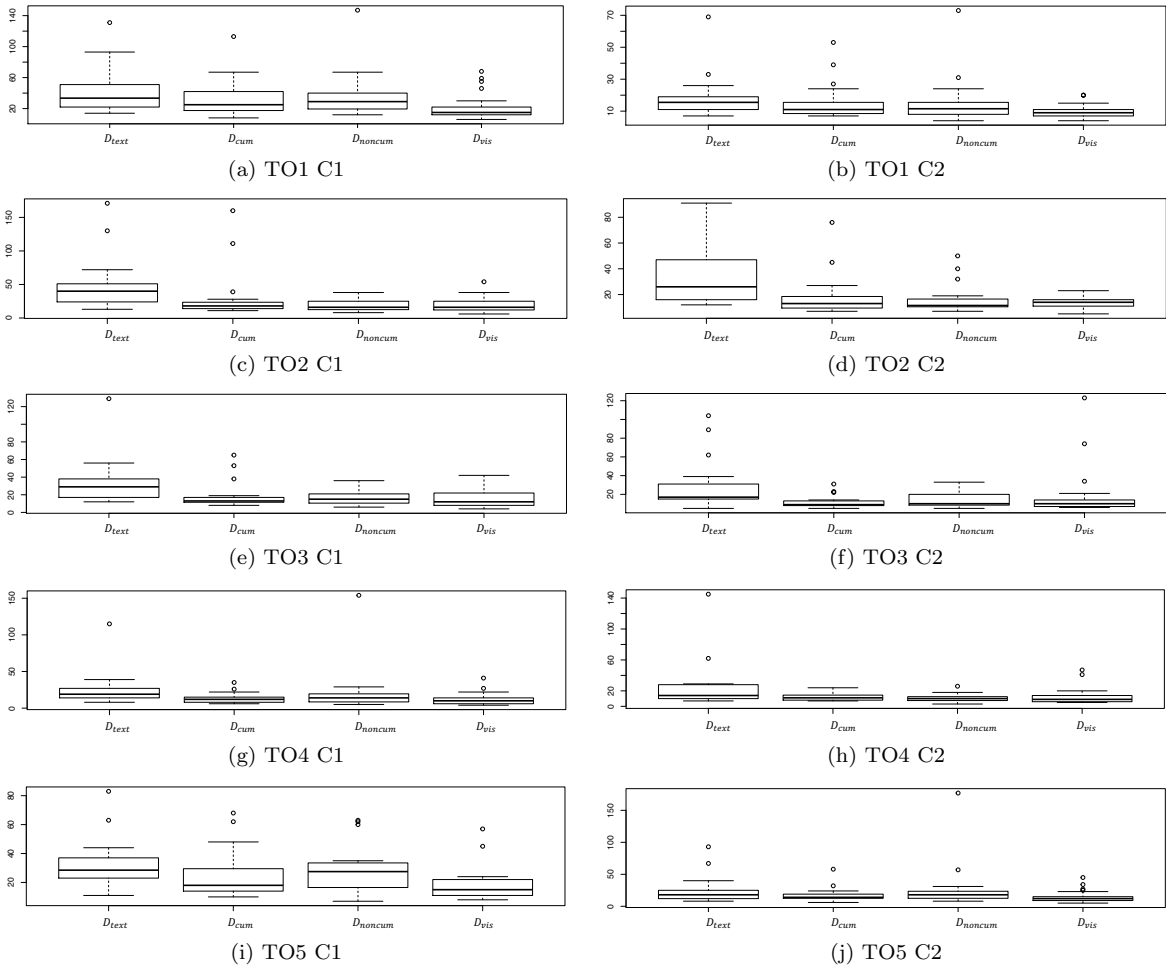 20 60 100 140
D_text D_cum D_noncum D_vis
(a) TO1 C1
10 30 50 70
D_text D_cum D_noncum D_vis
(b) TO1 C2
0 50 100 150
D_text D_cum D_noncum D_vis
(c) TO2 C1
20 40 60 80
D_text D_cum D_noncum D_vis
(d) TO2 C2
0 20 40 60 80 120
D_text D_cum D_noncum D_vis
(e) TO3 C1
20 40 60 80 120
D_text D_cum D_noncum D_vis
(f) TO3 C2
0 50 100 150
D_text D_cum D_noncum D_vis
(g) TO4 C1
0 20 60 100 140
D_text D_cum D_noncum D_vis
(h) TO4 C2
20 40 60 80
D_text D_cum D_noncum D_vis
(i) TO5 C1
0 50 100 150
D_text D_cum D_noncum D_vis
(j) TO5 C2